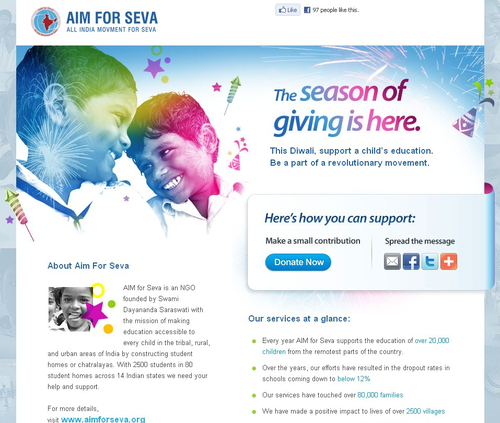 AIM FOR SEVA
ALL INDIA MOVMENT FOR SEVA
Like
97 people like this.
The season of
giving is here.
This Diwali, support a child's education.
Be a part of a revolutionary movement.
Here's how you can support:
Make a small contribution
Donate Now
Spread the message
About Aim For Seva
AIM for Seva is an NGO
founded by Swami
Dayananda Saraswati with
the mission of making
education accessible to
every child in the tribal, rural,
and urban areas of India by constructing student
homes or chatralayas. With 2500 students in 80
student homes across 14 Indian states we need your
help and support.
For more details,
visit www.aimforseva.org
Our services at a glance:
Every year AIM for Seva supports the education of over 20,000
children from the remotest parts of the country.
Over the years, our efforts have resulted in the dropout rates in
schools coming down to below 12%
Our services have touched over 80,000 families
We have made a positive impact to lives of over 2500 villages